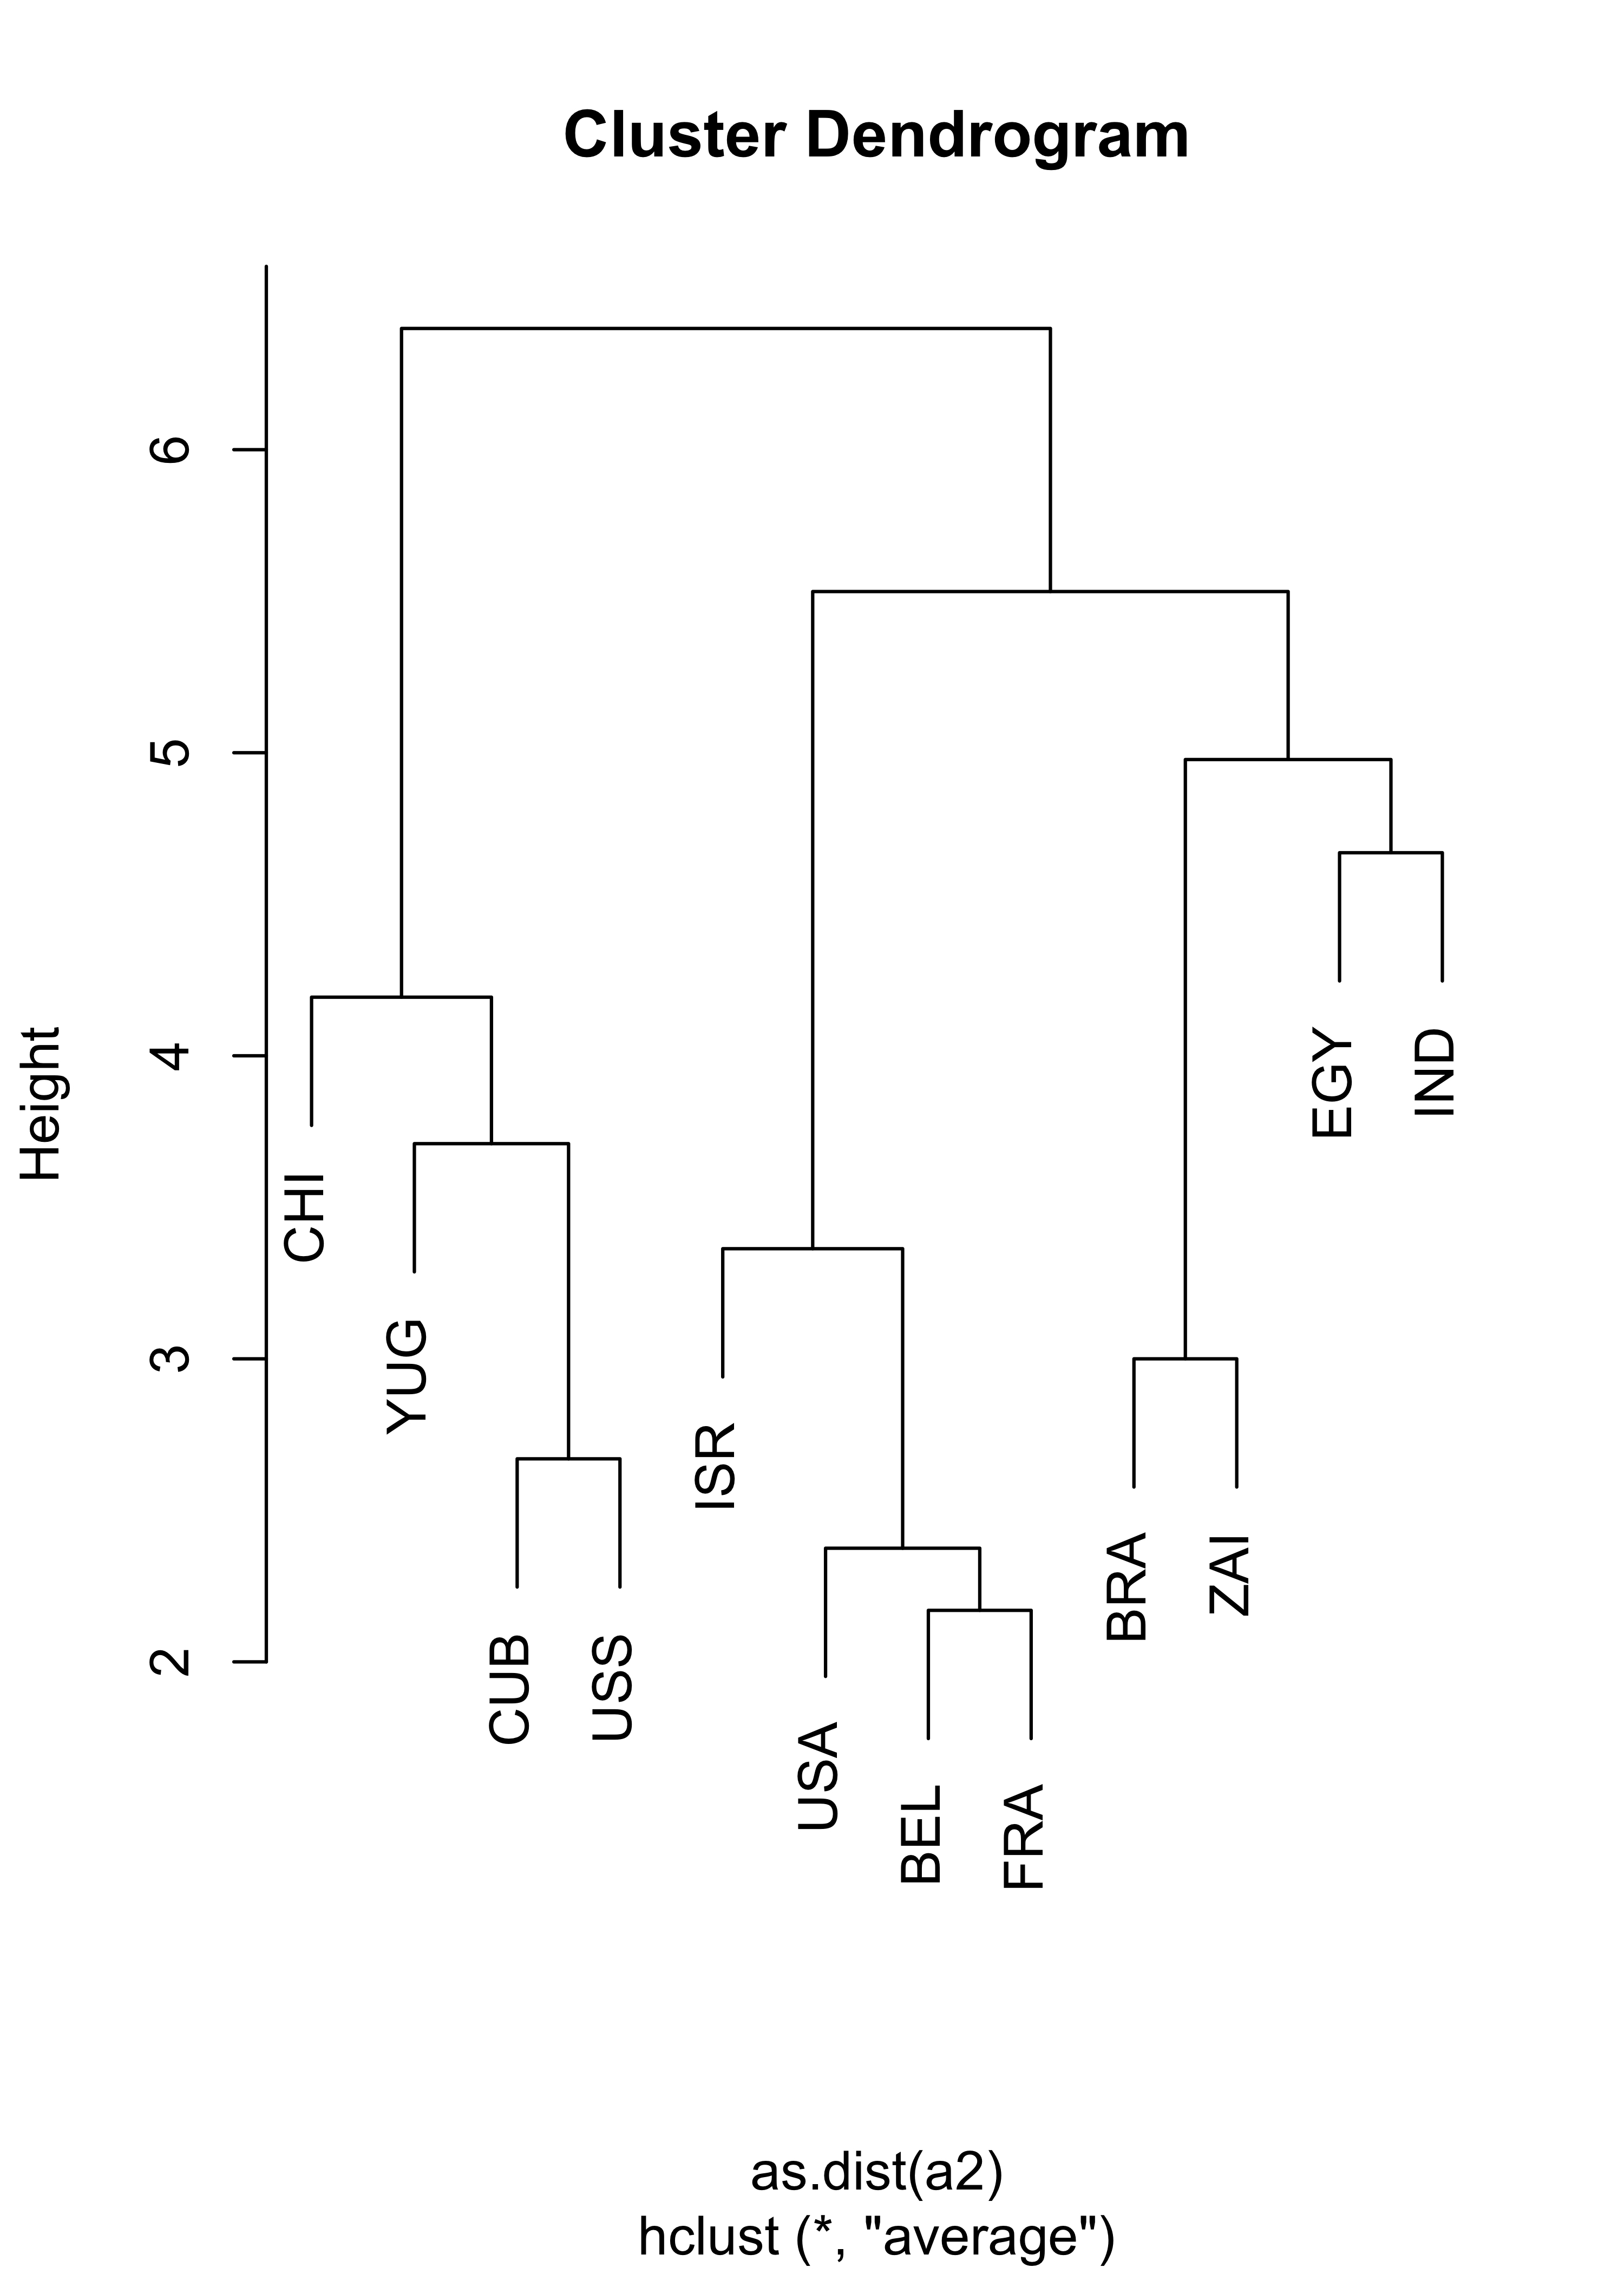 Cluster Dendrogram
Height
6
5
4
3
2
CHI
YUG
CUB
USS
ISR
USA
BEL
FRA
BRA
ZAI
EGY
IND
as.dist(a2)
hclust (*, "average")